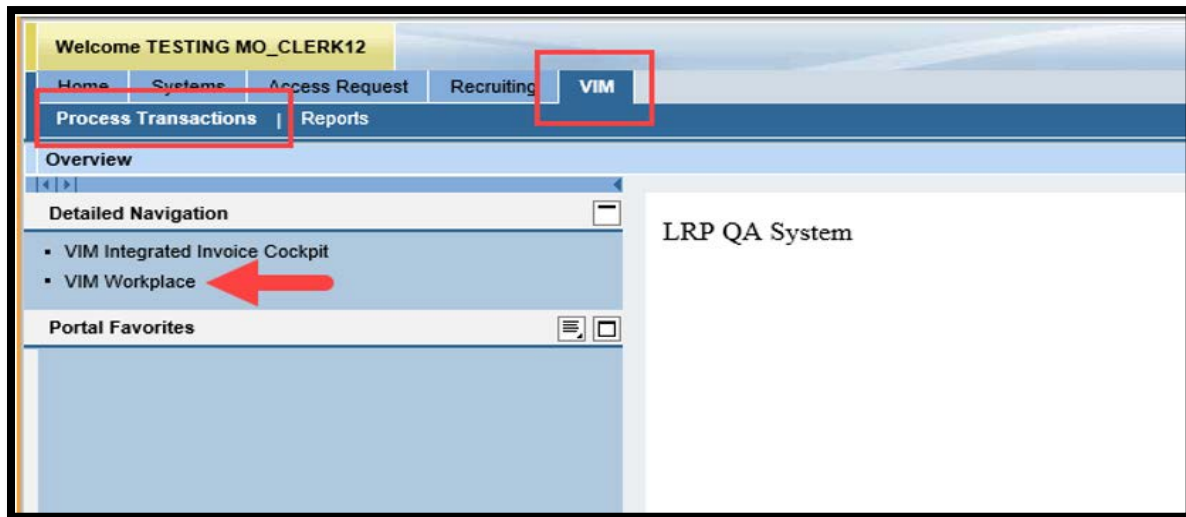 Welcome TESTING MO_CLERK12
Home Systems Access Request Recruiting VIM
Process Transactions | Reports
Overview
Detailed Navigation
▪ VIM Integrated Invoice Cockpit
▪ VIM Workplace
Portal Favorites
LRP QA System